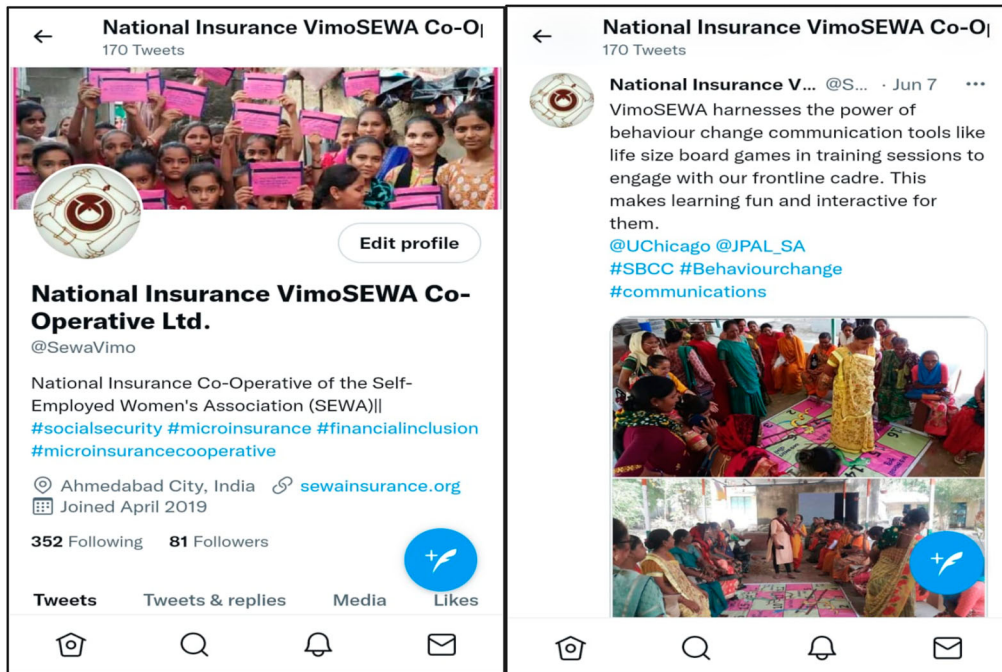 National Insurance VimoSEWA Co-Op
170 Tweets
Edit profile
National Insurance VimoSEWA Co-
Operative Ltd.
@SewaVimo
National Insurance Co-Operative of the Self-
Employed Women's Association (SEWA)||
#socialsecurity #microinsurance #financialinclusion
#microinsurancecooperative
Ahmedabad City, India sewainsurance.org
Joined April 2019
352 Following 81 Followers
Tweets Tweets & replies Media Likes
National Insurance VimoSEWA Co-O
170 Tweets
National Insurance V... @S... · Jun 7 ···
VimoSEWA harnesses the power of
behaviour change communication tools like
life size board games in training sessions to
engage with our frontline cadre. This
makes learning fun and interactive for
them.
@UChicago @JPAL_SA
#SBCC #Behaviourchange
#communications